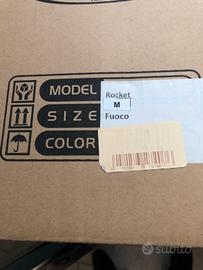 MODEL Rocket
SIZE M
COLOR Fuoco
subito